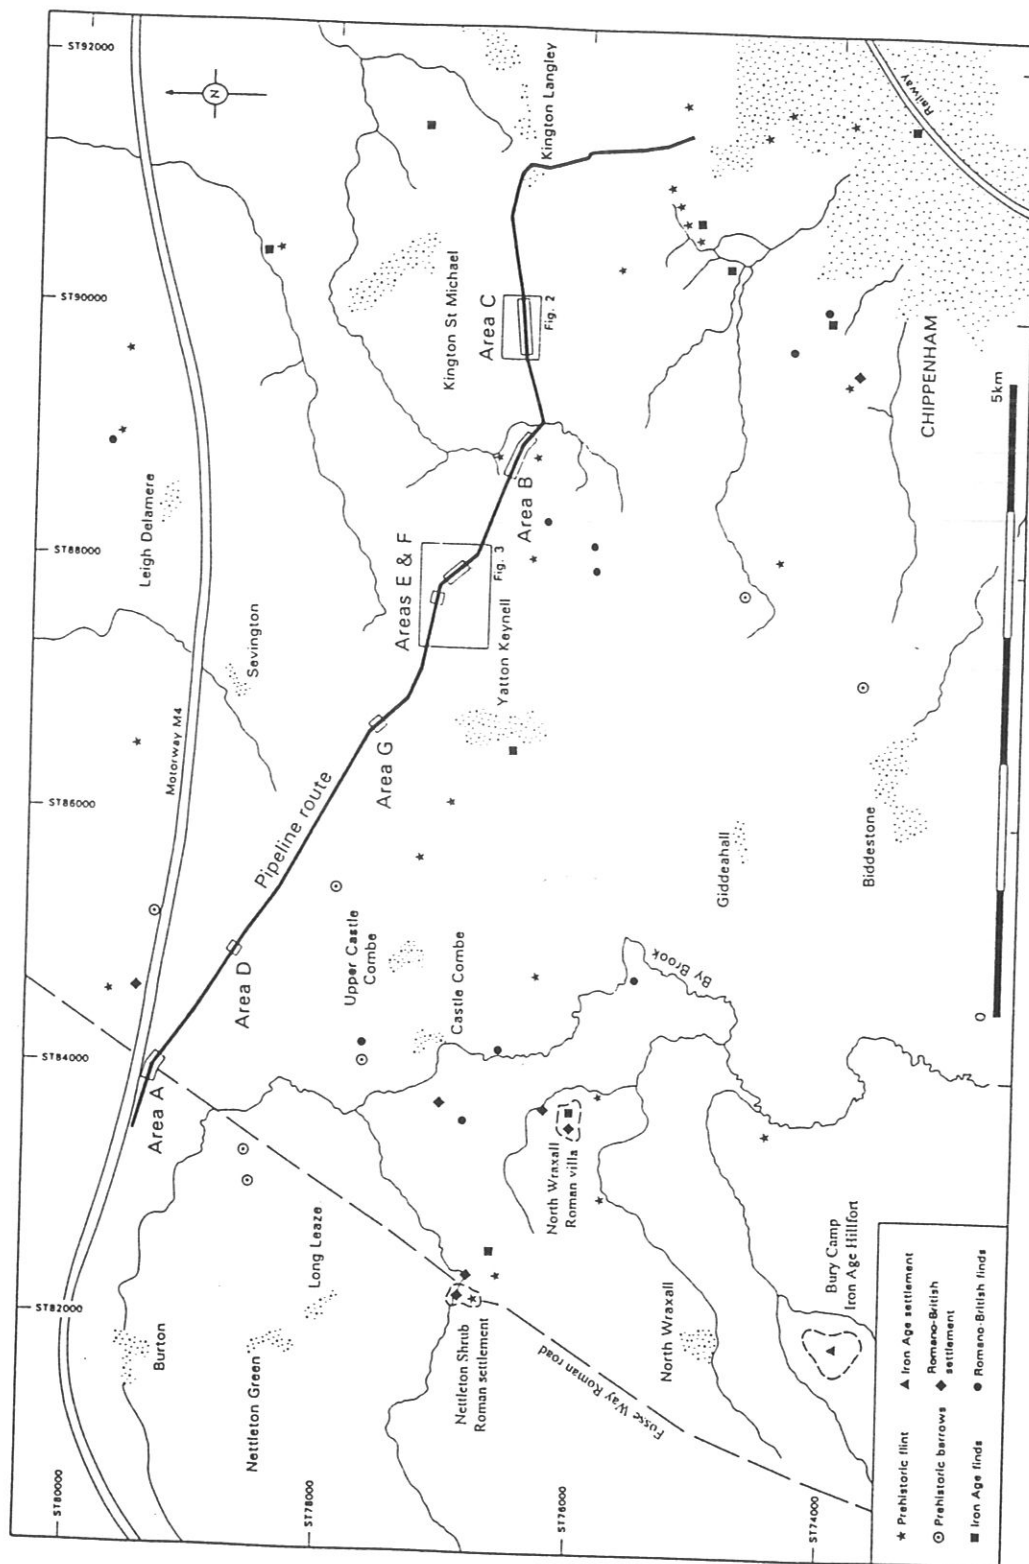 ST92000
ST90000
ST88000
ST86000
ST84000
ST82000
ST80000
ST78000
ST76000
ST74000
N
Kington Langley
Railway
Kington St Michael
Area C
Fig. 2
CHIPPENHAM
5km
0
Leigh Delamere
Area B
Areas E & F
Fig. 3
Sevington
Yatton Keynell
Motorway M4
Area G
Pipeline route
Biddestone
Giddeahall
Area D
Upper Castle
Combe
Castle Combe
By Brook
Area A
North Wraxall
Roman villa
Long Leaze
Burton
Nettleton Green
Nettleton Shrub
Roman settlement
Fosse Way Roman road
North Wraxall
Bury Camp
Iron Age Hillfort
Prehistoric flint
Prehistoric barrows
Iron Age finds
Iron Age settlement
Romano-British
settlement
Romano-British finds